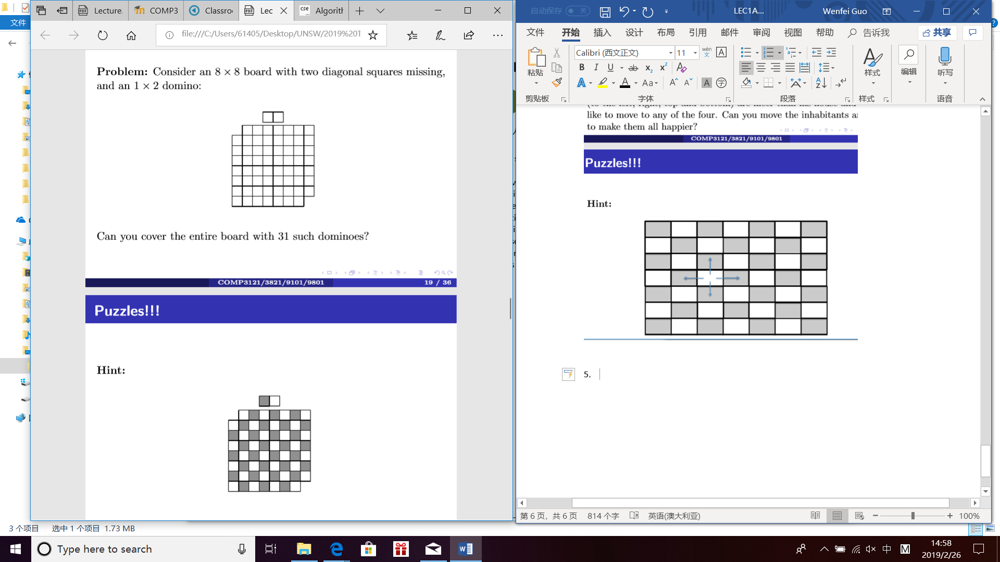 Lecture.
COMP3
Classroo
Lec
Algorith
file:///C:/Users/61405/Desktop/UNSW/2019%20T
Problem: Consider an 8 × 8 board with two diagonal squares missing,
and an 1 × 2 domino:
Can you cover the entire board with 31 such dominoes?
COMP3121/3821/9101/9801
19 / 36
Puzzles!!!
Hint:
自动保存
关
LEC1A...
Wenfei Guo
文件
开始
插入
设计
布局
引用
邮件
审阅
视图
帮助
告诉我
共享
粘贴
Calibri (西文正文)
11
wén
文
A
B I U ab x2 x2 A
A A Aa A A A 字
样式
编辑
听写
剪贴板
字体
段落
样式
语音
like to move to any of the four. Can you move the inhabitants
to make them all happier?
COMP3121/3821/9101/9801
Puzzles!!!
Hint:
5.
第 6 页，共 6 页
814 个字
英语(澳大利亚)
100%
文件
3 个项目
选中 1 个项目 1.73 MB
Type here to search
中
M
14:58
2019/2/26